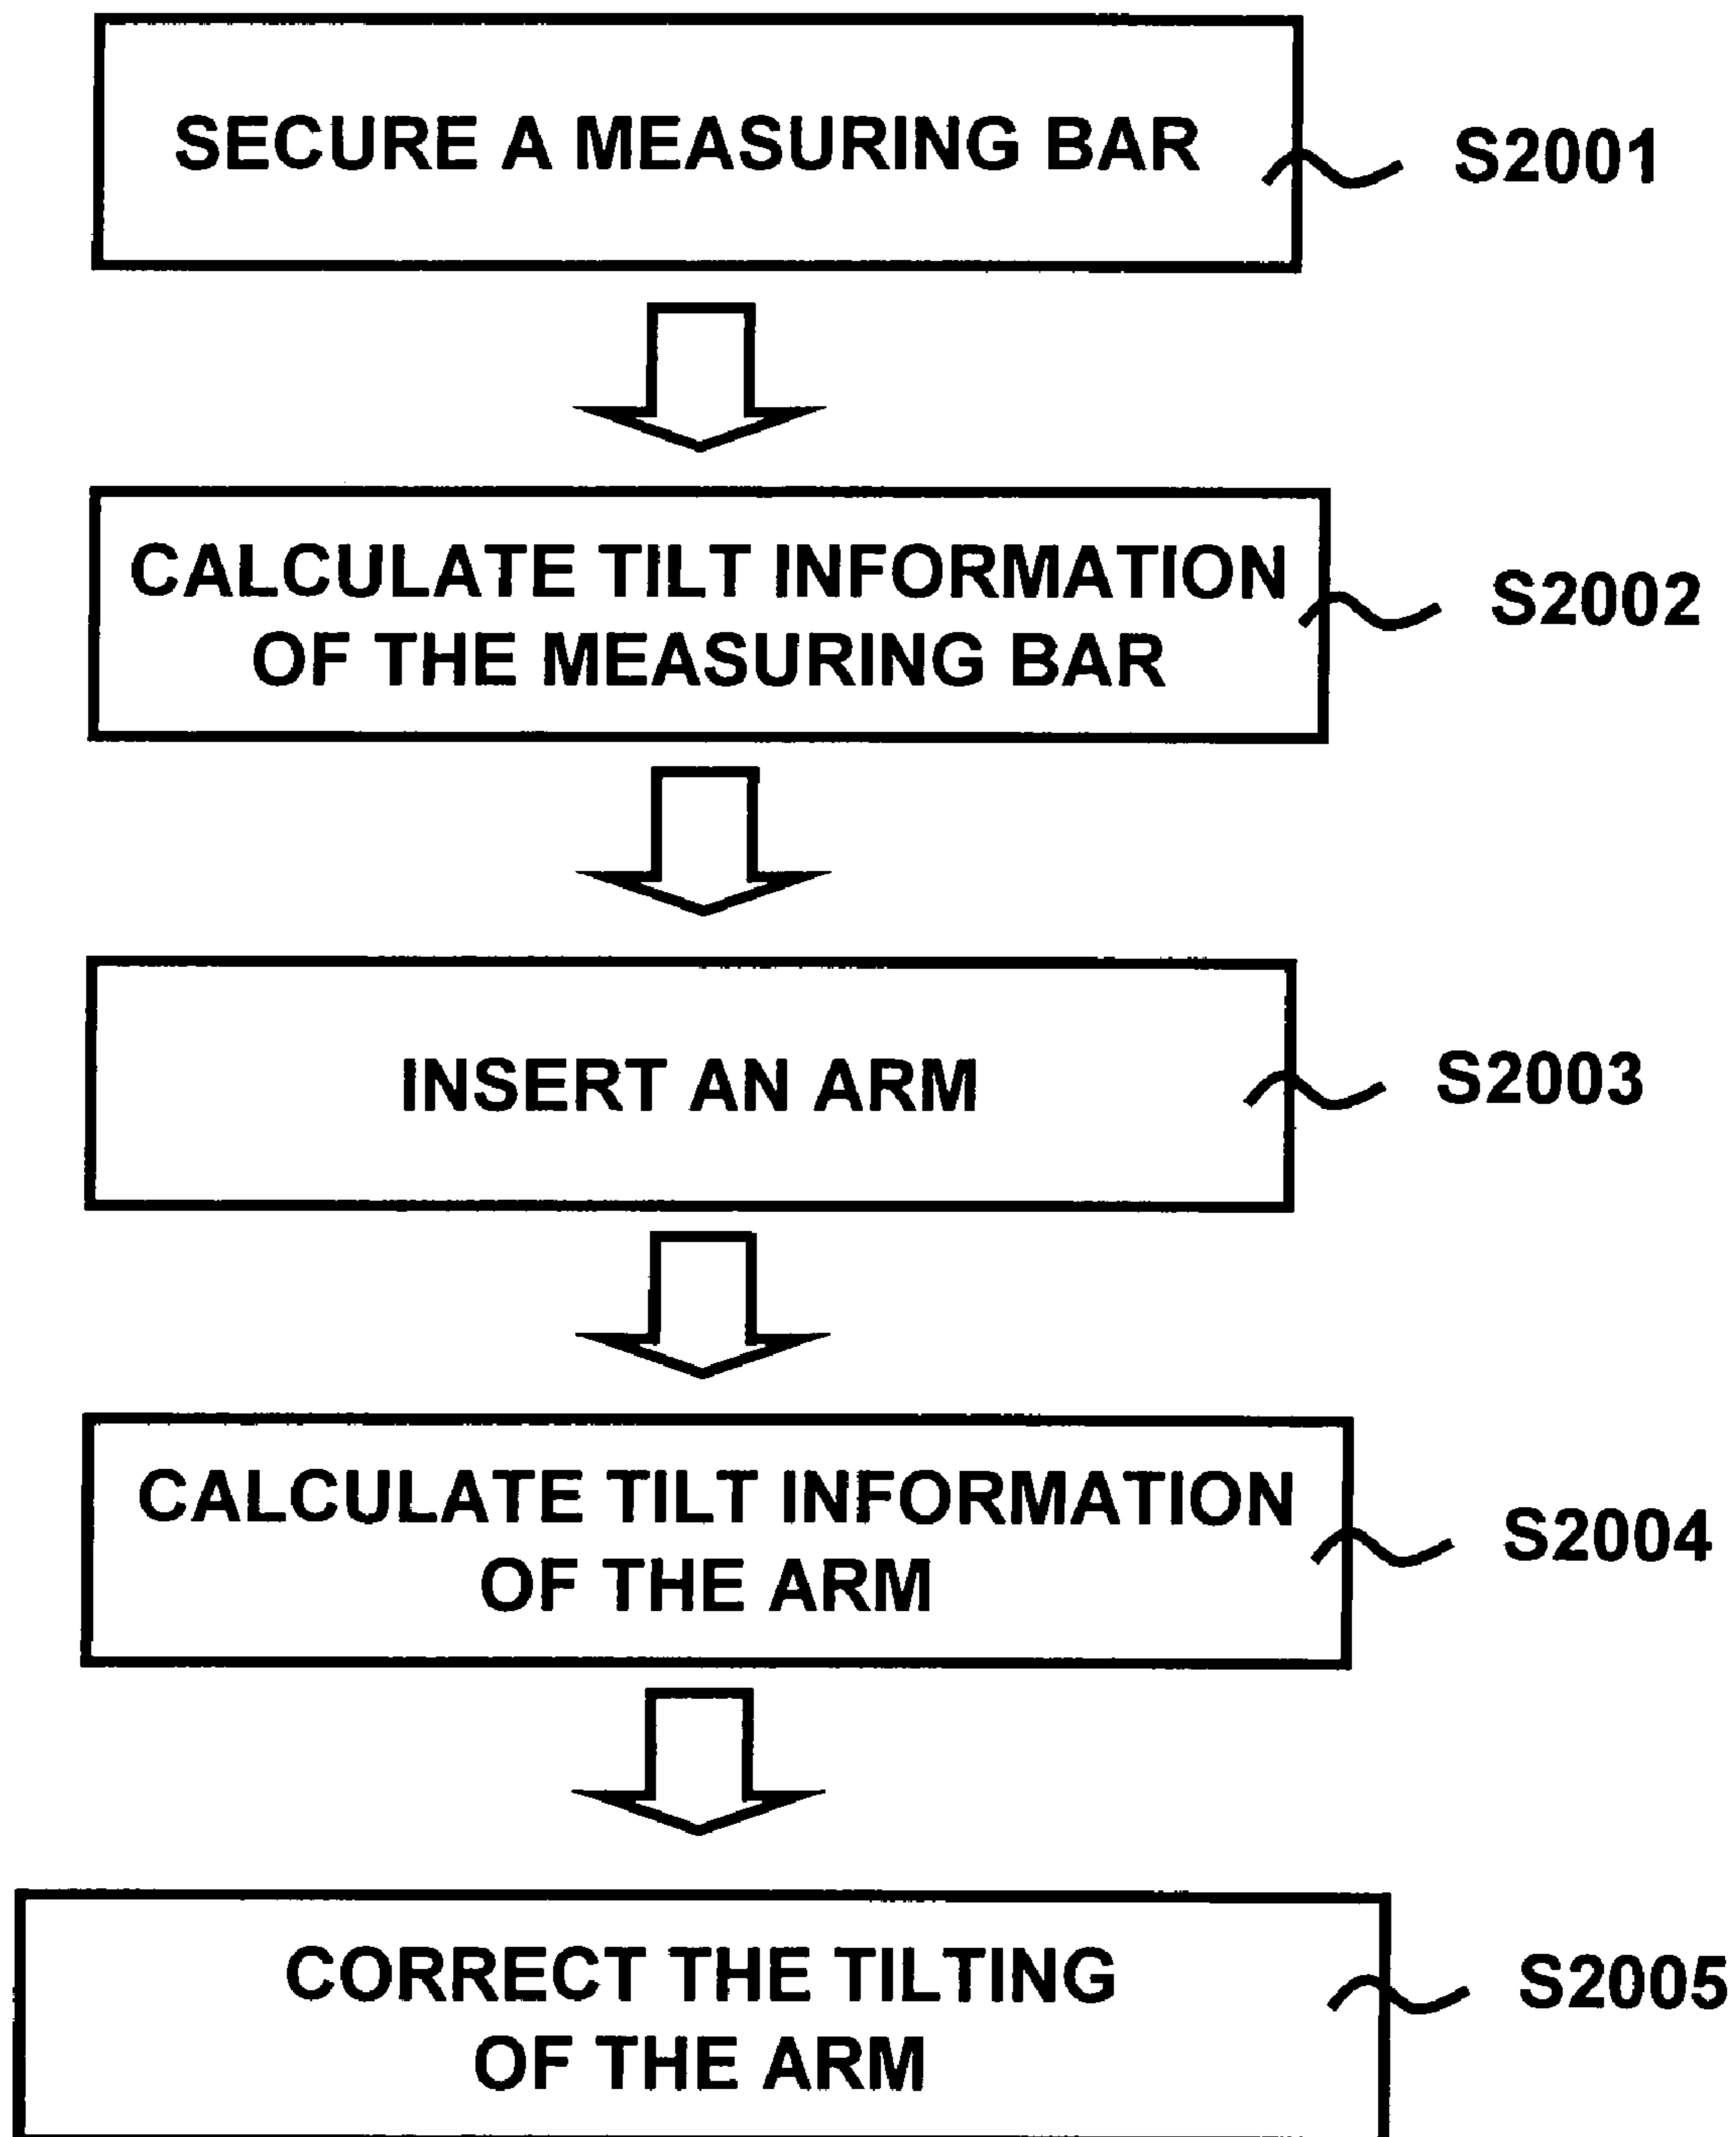 SECURE A MEASURING BAR
S2001
CALCULATE TILT INFORMATION
OF THE MEASURING BAR
S2002
INSERT AN ARM
S2003
CALCULATE TILT INFORMATION
OF THE ARM
S2004
CORRECT THE TILTING
OF THE ARM
S2005